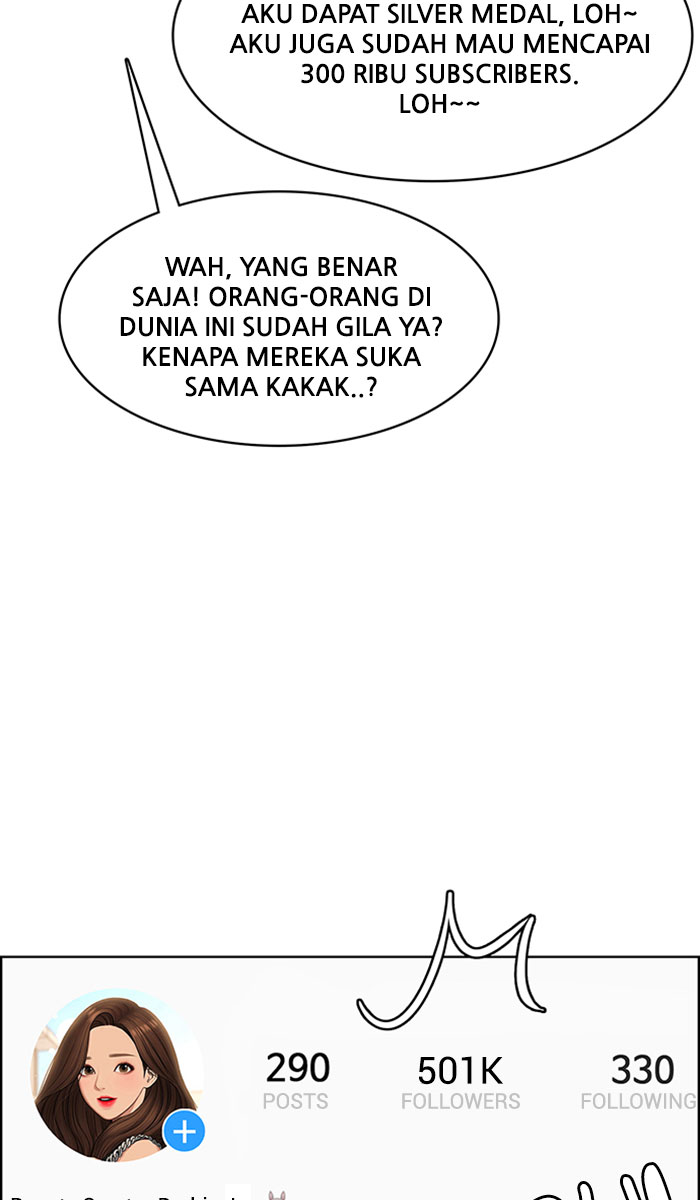 AKU DAPAT SILVER MEDAL, LOH~
AKU JUGA SUDAH MAU MENCAPAI
300 RIBU SUBSCRIBERS.
LOH~~
WAH, YANG BENAR
SAJA! ORANG-ORANG DI
DUNIA INI SUDAH GILA YA?
KENAPA MEREKA SUKA
SAMA KAKAK..?
M
290 501K 330
POSTS FOLLOWERS FOLLOWING